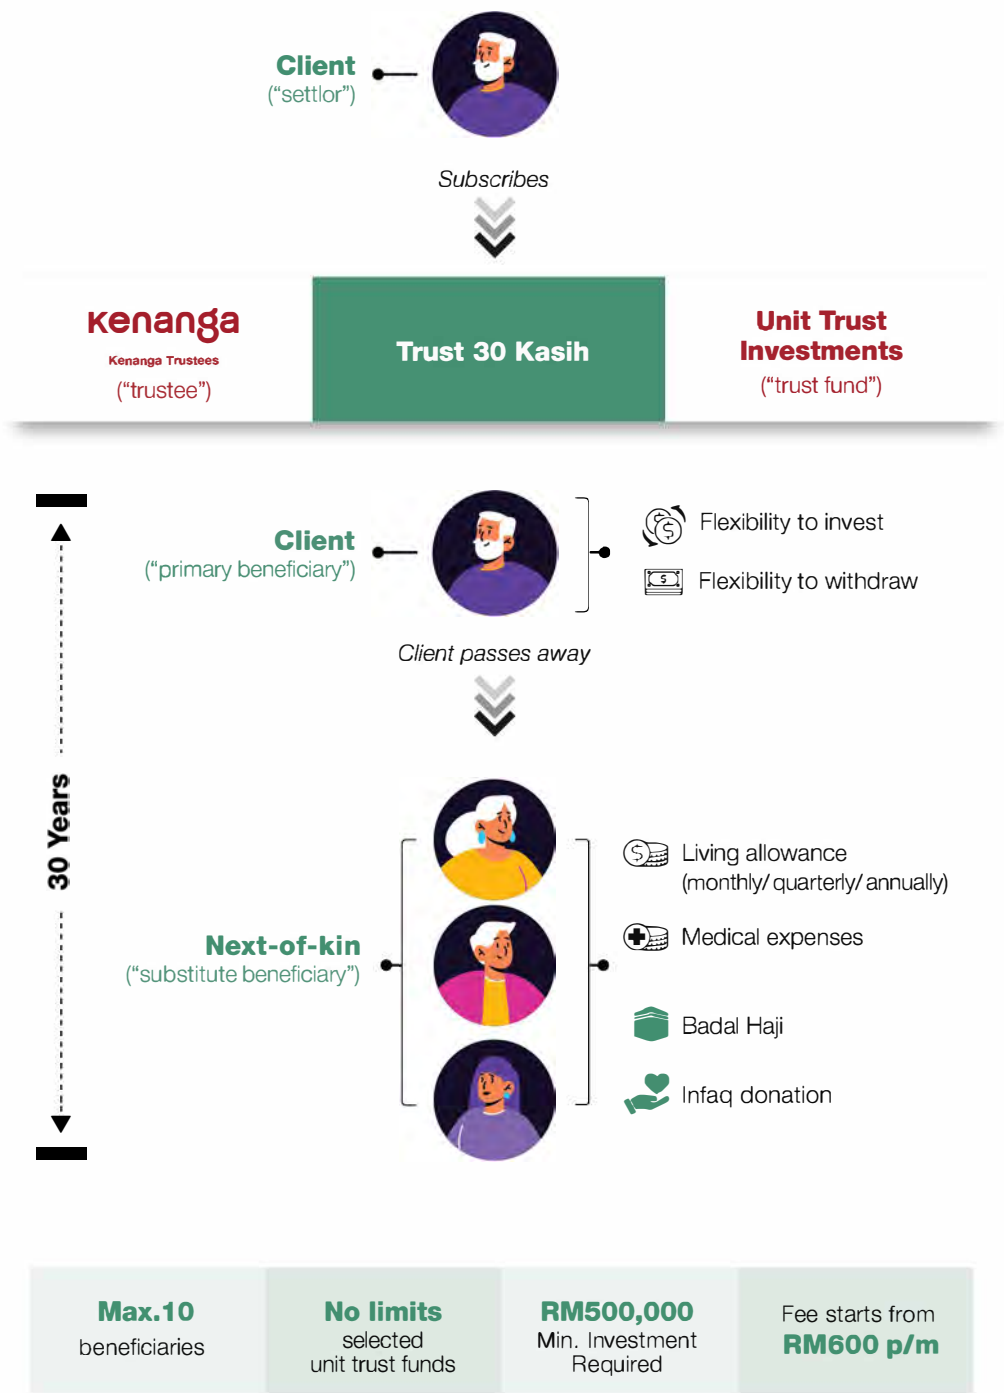 Client
("settlor")
Subscribes
Kenanga
Kenanga Trustees
("trustee")
Trust 30 Kasih
Unit Trust
Investments
("trust fund")
Client
("primary beneficiary")
Flexibility to invest
Flexibility to withdraw
Client passes away
30 Years
Next-of-kin
("substitute beneficiary")
Living allowance
(monthly/ quarterly/ annually)
Medical expenses
Badal Haji
Infaq donation
Max.10
beneficiaries
No limits
selected
unit trust funds
RM500,000
Min. Investment
Required
Fee starts from
RM600 p/m